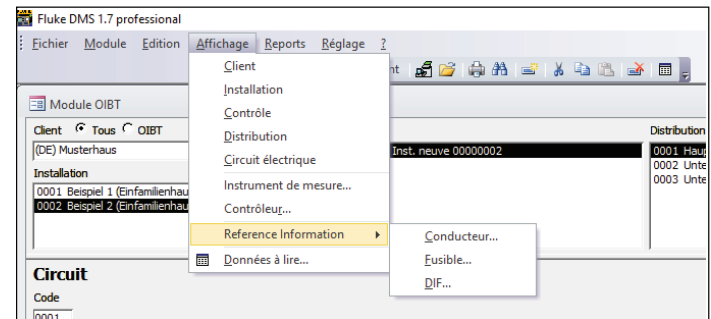 Fluke DMS 1.7 professional
Fichier Module Edition Affichage Reports Réglage ?
Client
Installation
Contrôle
Distribution
Circuit électrique
Instrument de mesure...
Contrôleur...
Reference Information
Données à lire...
Conducteur...
Fusible...
DIF...
Module OIBT
Client Tous OIBT
Distribution
(DE) Musterhaus
Inst. neuve 00000002
0001 Haup
0002 Unte
0003 Unte
Installation
0001 Beispiel 1 (Einfamilienhau
0002 Beispiel 2 (Einfamilienhau
Circuit
Code
0001